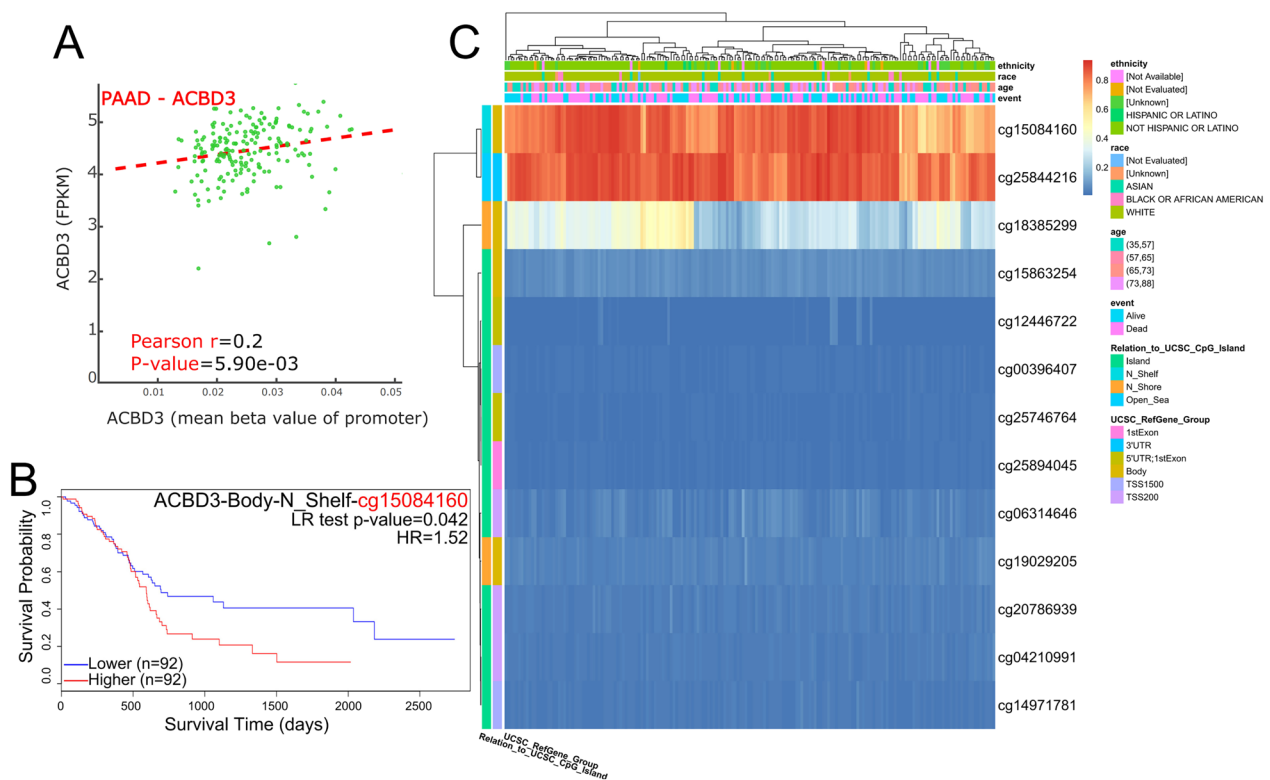 A
PAAD - ACBD3
ACBD3 (FPKM)
5
4
3
2
1
0
Pearson r=0.2
P-value=5.90e-03
0.01
0.02
0.03
0.04
0.05
ACBD3 (mean beta value of promoter)
B
ACBD3-Body-N_Shelf-cg15084160
LR test p-value=0.042
HR=1.52
Survival Probability
1.0
0.8
0.6
0.4
0.2
0.0
Lower (n=92)
Higher (n=92)
0
500
1000
1500
2000
2500
Survival Time (days)
C
ethnicity
race
age
event
cg15084160
cg25844216
cg18385299
cg15863254
cg12446722
cg00396407
cg25746764
cg25894045
cg06314646
cg19029205
cg20786939
cg04210991
cg14971781
UCSC_RefGene_Group
Relation_to_UCSC_CpG_Island
0.8
0.6
0.4
0.2
ethnicity
[Not Available]
[Not Evaluated]
[Unknown]
HISPANIC OR LATINO
NOT HISPANIC OR LATINO
race
[Not Evaluated]
[Unknown]
ASIAN
BLACK OR AFRICAN AMERICAN
WHITE
age
(35,57]
(57,65]
(65,73]
(73,88]
event
Alive
Dead
Relation_to_UCSC_CpG_Island
Island
N_Shelf
N_Shore
Open_Sea
UCSC_RefGene_Group
1stExon
3'UTR
5'UTR;1stExon
Body
TSS1500
TSS200